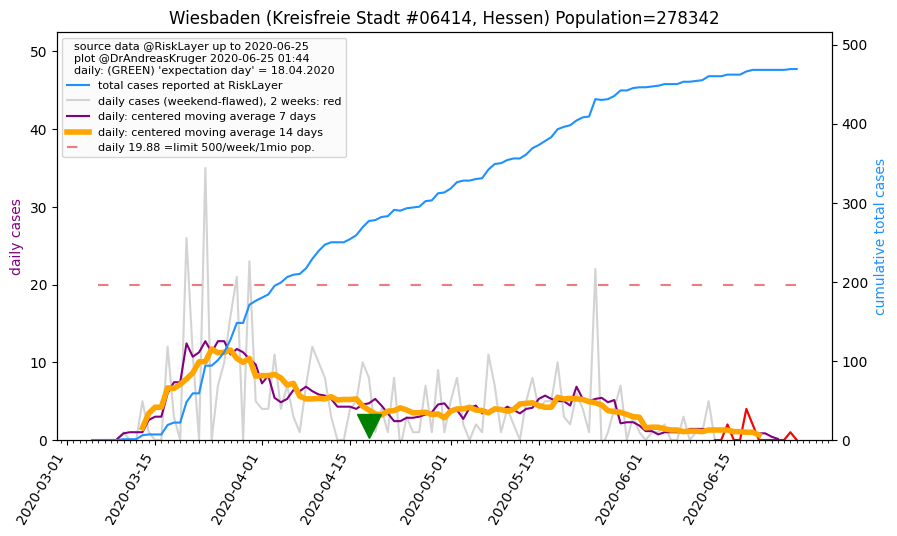 Wiesbaden (Kreisfreie Stadt #06414, Hessen) Population=278342
source data @RiskLayer up to 2020-06-25
plot @DrAndreasKruger 2020-06-25 01:44
daily: (GREEN) 'expectation day' = 18.04.2020
total cases reported at RiskLayer
daily cases (weekend-flawed), 2 weeks: red
daily: centered moving average 7 days
daily: centered moving average 14 days
daily 19.88 =limit 500/week/1mio pop.
daily cases
50
40
30
20
10
0
cumulative total cases
500
400
300
200
100
0
2020-03-01
2020-03-15
2020-04-01
2020-04-15
2020-05-01
2020-05-15
2020-06-01
2020-06-15